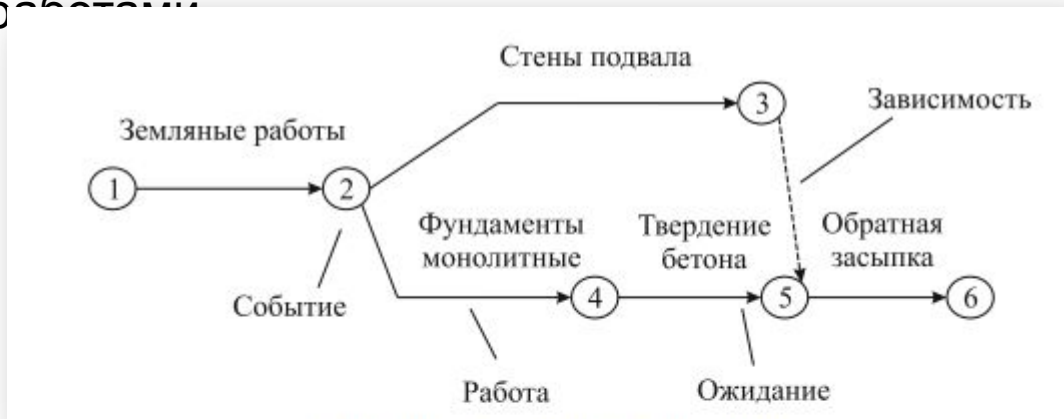 работами
Стены подвала
3
Зависимость
Земляные работы
1
2
Фундаменты
монолитные
Твердение
бетона
Обратная
засыпка
4
5
6
Событие
Работа
Ожидание